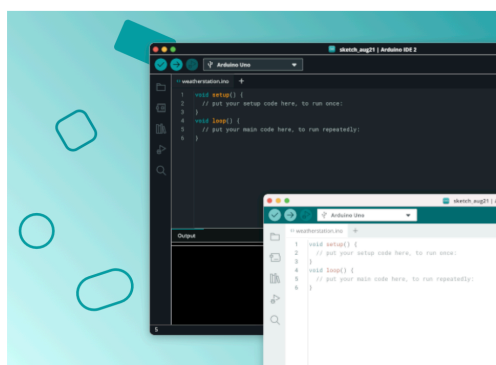 sketch_aug21 | Arduino IDE 2
Arduino Uno
weatherstation.ino +
1 void setup() {
2 // put your setup code here, to run once:
3 }
4 void loop() {
5 // put your main code here, to run repeatedly:
6 }
Output
5
sketch_aug21 |
Arduino Uno
weatherstation.ino +
1 void setup() {
2 // put your setup code here, to run once:
3 }
4 void loop() {
5 // put your main code here, to run repeatedly:
6 }